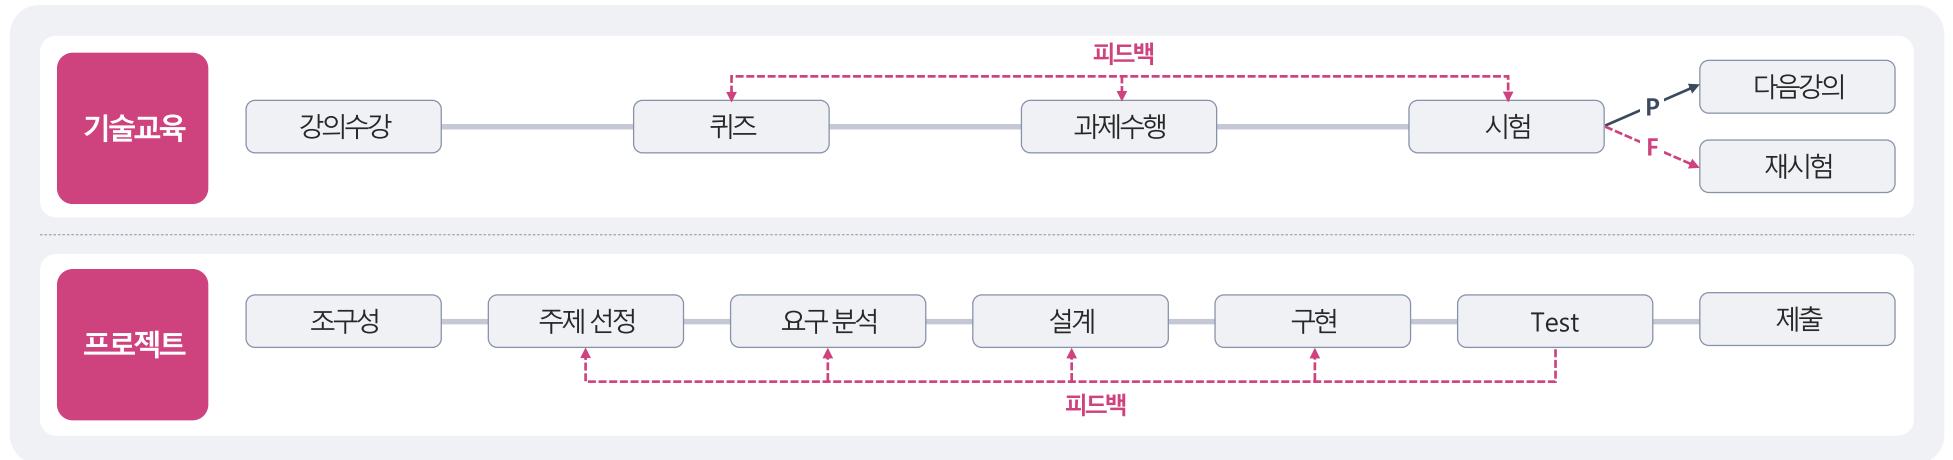 피드백
기술교육
강의수강
퀴즈
과제수행
시험
P
다음강의
F
재시험
프로젝트
조구성
주제 선정
요구 분석
설계
구현
Test
제출
피드백